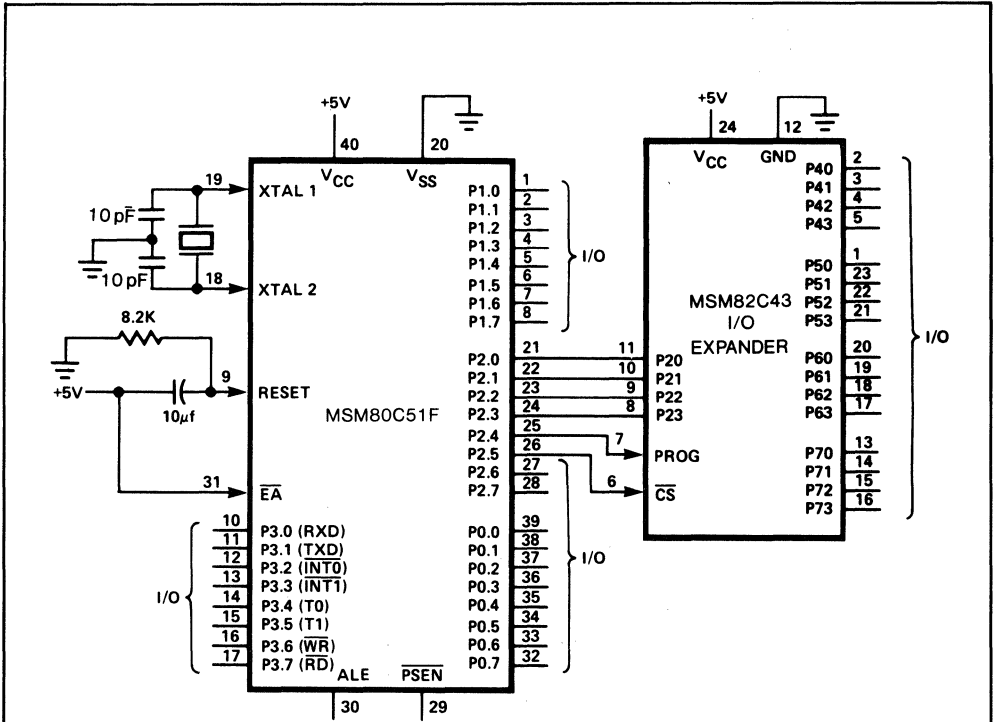 +5V
40
20
VCC
VSS
19
XTAL 1
10 pF
10 pF
18
XTAL 2
8.2K
9
RESET
+5V
10μf
31
EA
MSM80C51F
10
P3.0 (RXD)
11
P3.1 (TXD)
12
P3.2 (INT0)
13
P3.3 (INT1)
I/O
14
P3.4 (T0)
15
P3.5 (T1)
16
P3.6 (WR)
17
P3.7 (RD)
ALE
PSEN
30
29
P1.0
1
P1.1
2
P1.2
3
P1.3
4
P1.4
5
P1.5
6
P1.6
7
P1.7
8
I/O
P2.0
21
P2.1
22
P2.2
23
P2.3
24
P2.4
25
P2.5
26
P2.6
27
P2.7
28
P0.0
39
P0.1
38
P0.2
37
P0.3
36
P0.4
35
P0.5
34
P0.6
33
P0.7
32
I/O
+5V
24
12
VCC
GND
11
P20
10
P21
9
P22
8
P23
7
PROG
6
CS
MSM82C43
I/O
EXPANDER
P40
2
P41
3
P42
4
P43
5
P50
1
P51
23
P52
22
P53
21
P60
20
P61
19
P62
18
P63
17
P70
13
P71
14
P72
15
P73
16
I/O